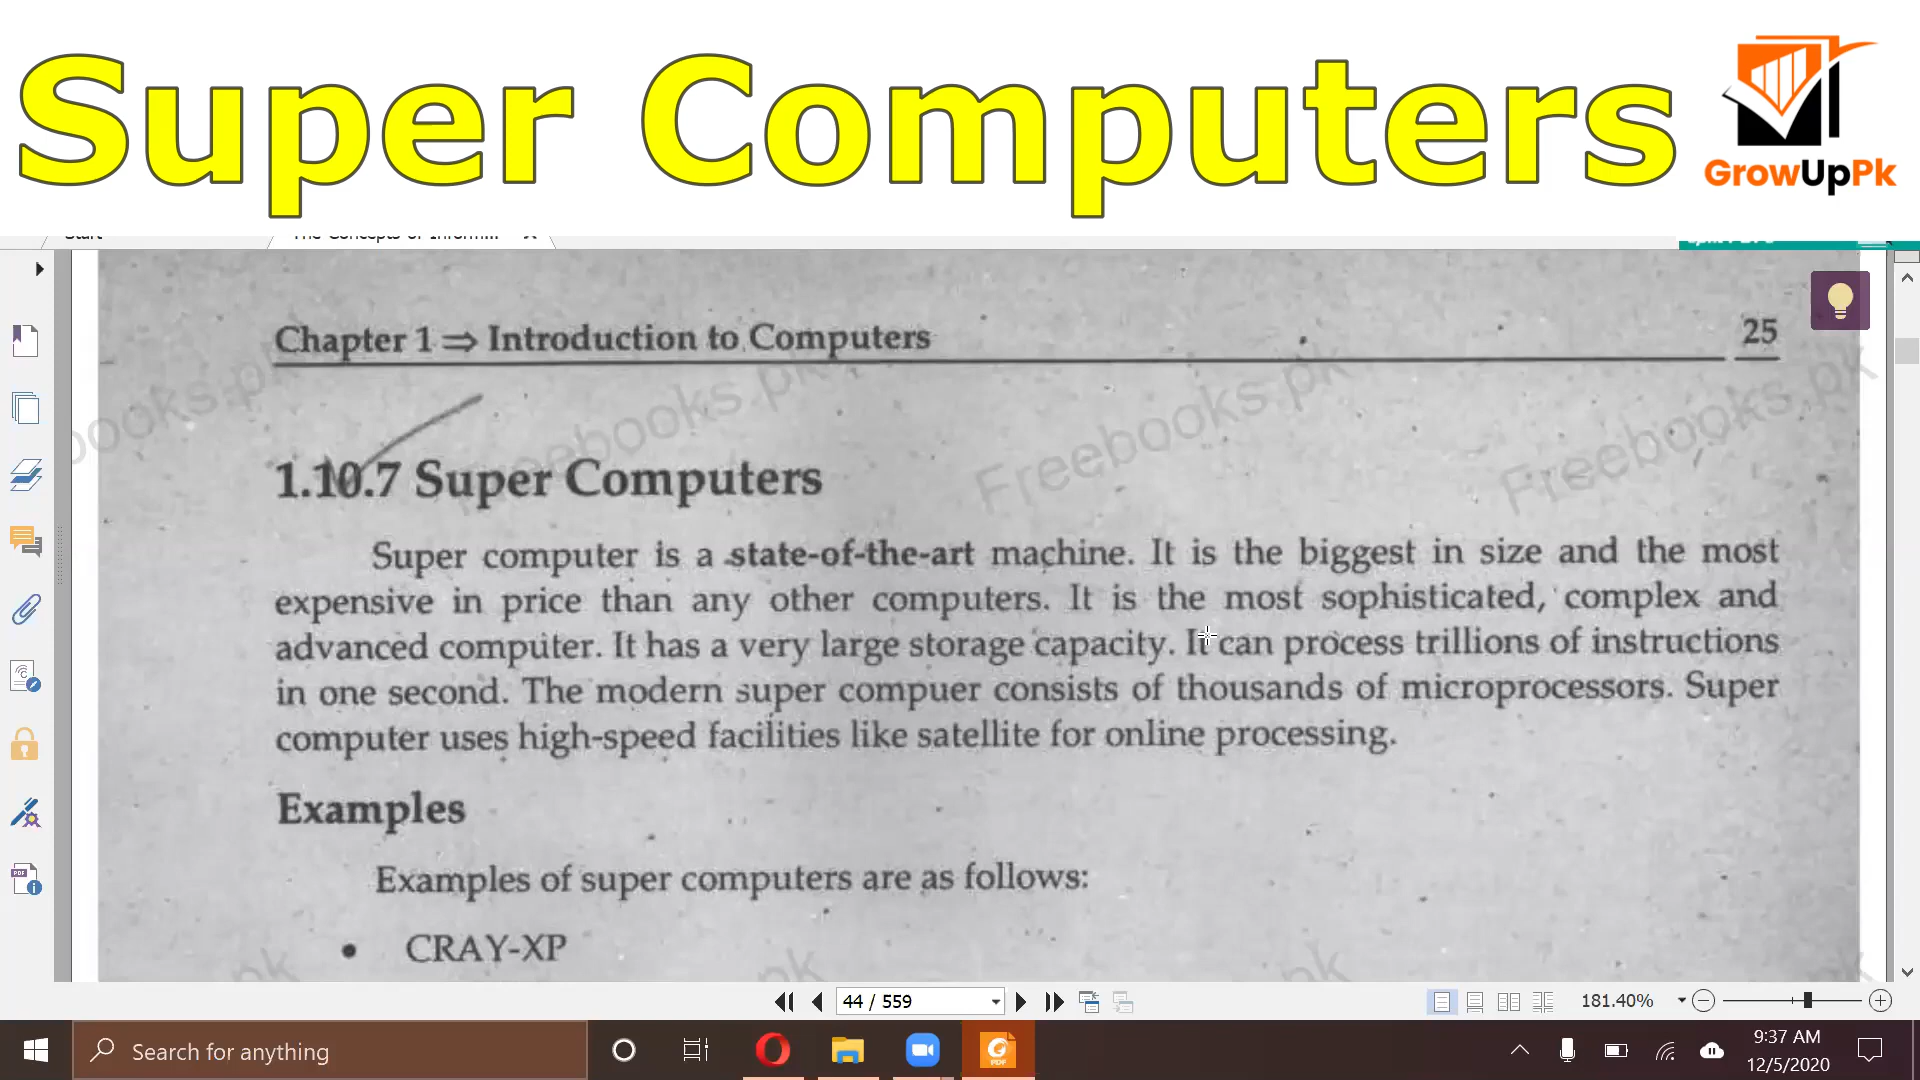 Super Computers
GrowUpPk
Chapter 1 ⇒ Introduction to Computers 25
1.10.7 Super Computers
Super computer is a state-of-the-art machine. It is the biggest in size and the most
expensive in price than any other computers. It is the most sophisticated, complex and
advanced computer. It has a very large storage capacity. It can process trillions of instructions
in one second. The modern super compuer consists of thousands of microprocessors. Super
computer uses high-speed facilities like satellite for online processing.
Examples
Examples of super computers are as follows:
• CRAY-XP
Freebooks.pk
44 / 559
181.40%
Search for anything
9:37 AM
12/5/2020